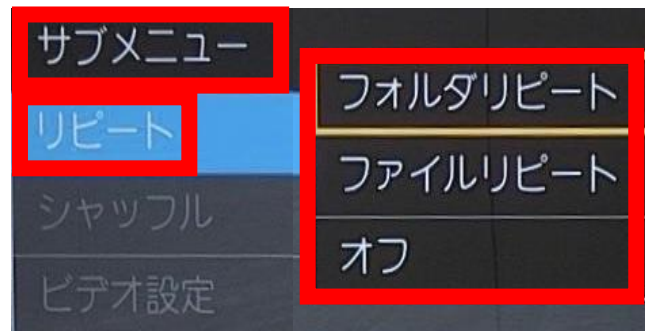 サブメニュー
リピート
シャッフル
ビデオ設定
フォルダリピート
ファイルリピート
オフ